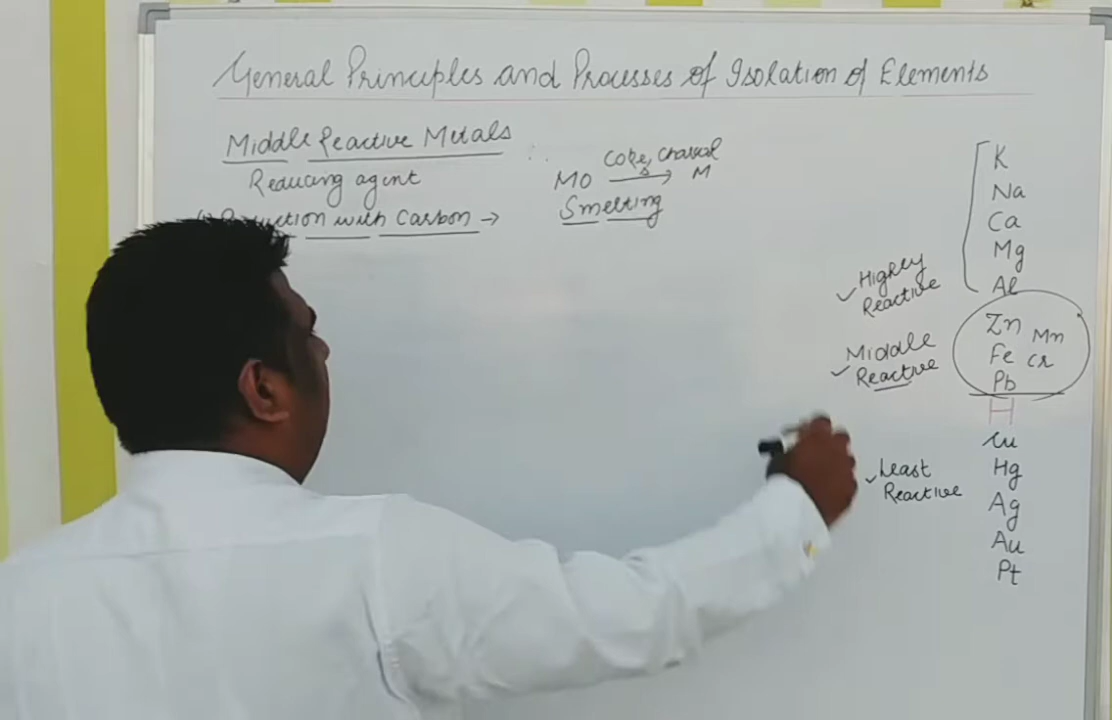 General Principles and Processes of Isolation of Elements
Middle Reactive Metals
Reducing agent
with Carbon →
MO Coke, Charcoal → M
Smelting
K
Na
Ca
Mg
Al
Highly
Reactive
Zn
Mn
Fe
Cr
Pb
Middle
Reactive
H
Cu
Hg
Ag
Au
Pt
Least
Reactive